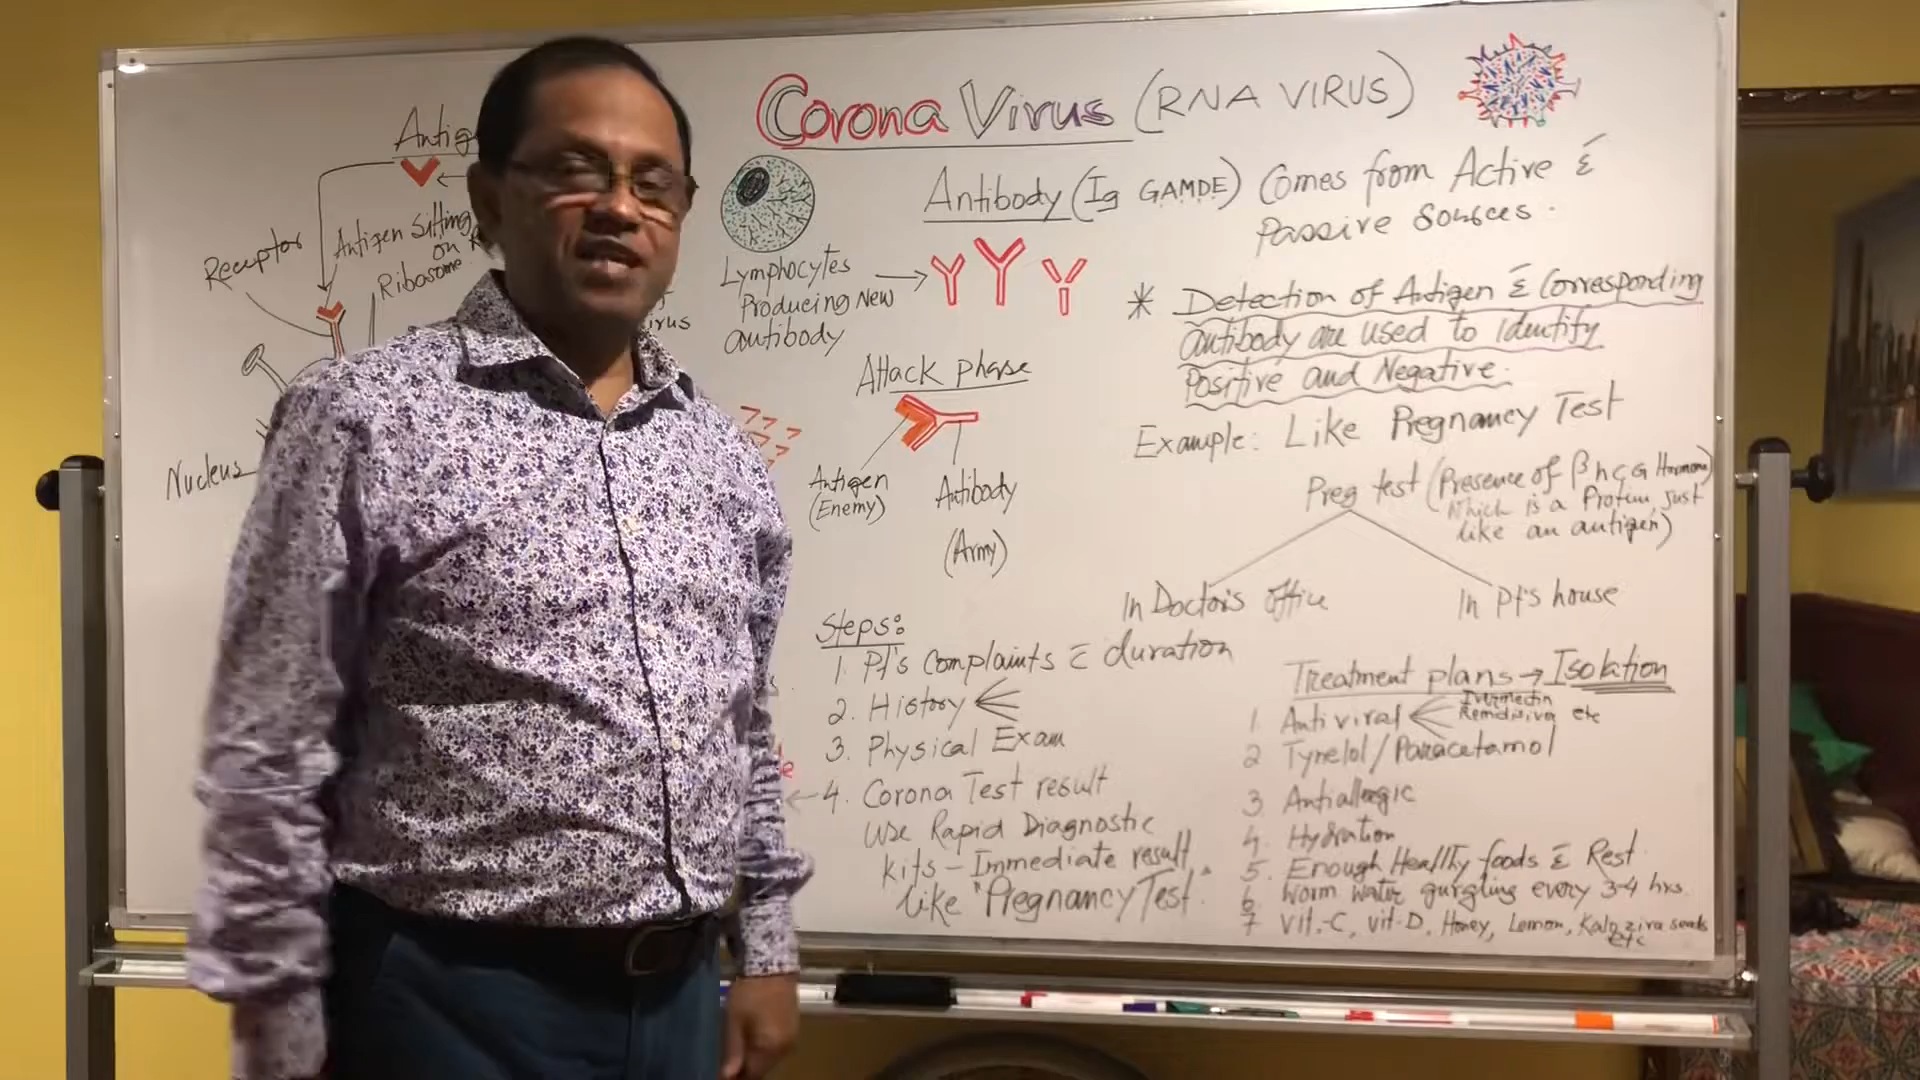 Corona Virus (RNA VIRUS)
Antig
Receptor
Antigen Sitting
on R
Ribosome
irus
Nucleus
Lymphocytes
Producing New
antibody
Antibody (Ig GAMDE) Comes from Active &
Passive Sources.
* Detection of Antigen & Corresponding
antibody are used to identify
Positive and Negative.
Attack phase
Antigen
(Enemy)
Antibody
(Army)
Example: Like Pregnancy Test
Preg test (Presence of β hCG Hormone
Which is a Protein, just
like an antigen)
In Doctor's office
In Pt's house
Steps:
1. Pt's Complaints c duration
2. History
3. Physical Exam
4. Corona Test result
Use Rapid Diagnostic
kits - Immediate result
like "Pregnancy Test.
Treatment plans → Isolation
1 Antiviral Ivermectin
Remdisivir etc
2 Tynelol/Paracetamol
3 Antiallergic
4. Hydration
5. Enough Healthy foods & Rest.
6 Worm water gurgling every 3-4 hrs.
7 Vit.-C, Vit-D, Honey, Lemon, Kalo zira seeds
etc